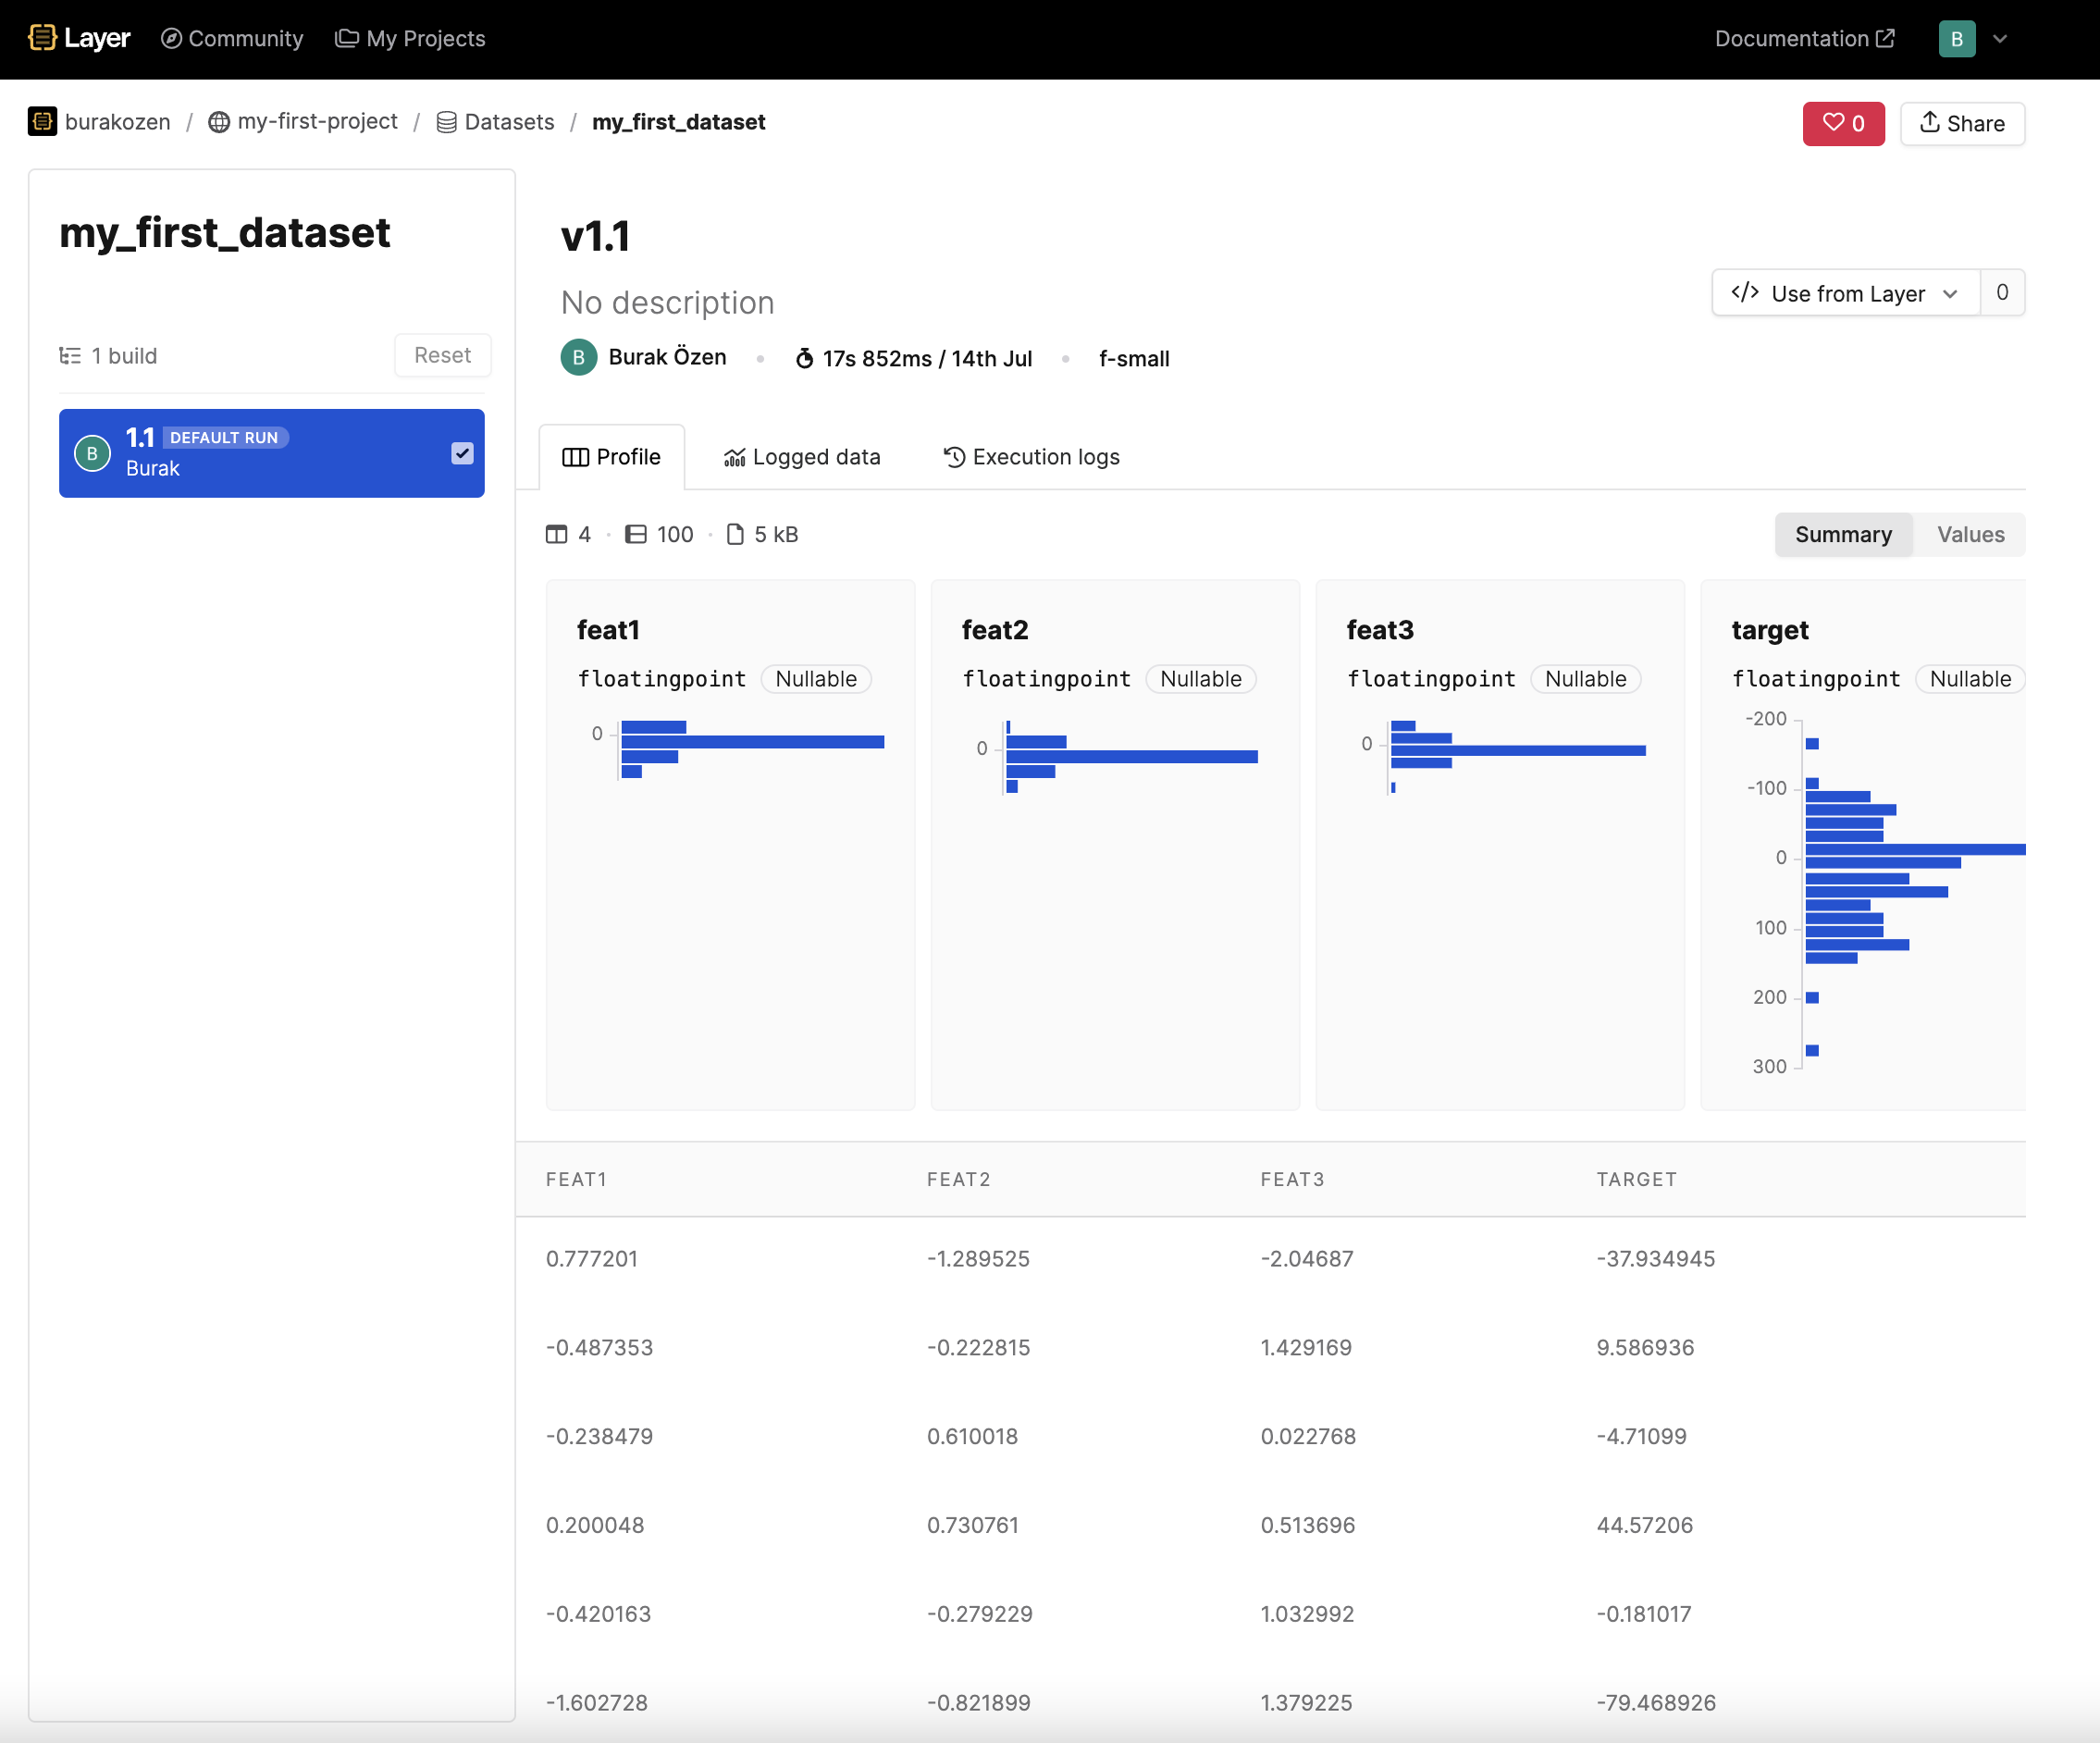 Layer Community My Projects Documentation B
burakozen / my-first-project / Datasets / my_first_dataset 0 Share
my_first_dataset
1 build Reset
B 1.1 DEFAULT RUN
Burak
v1.1
No description
Use from Layer 0
B Burak Özen • 17s 852ms / 14th Jul • f-small
Profile Logged data Execution logs
4 · 100 · 5 kB Summary Values
feat1
floatingpoint Nullable
0
feat2
floatingpoint Nullable
0
feat3
floatingpoint Nullable
0
target
floatingpoint Nullable
-200
-100
0
100
200
300
FEAT1 FEAT2 FEAT3 TARGET
0.777201 -1.289525 -2.04687 -37.934945
-0.487353 -0.222815 1.429169 9.586936
-0.238479 0.610018 0.022768 -4.71099
0.200048 0.730761 0.513696 44.57206
-0.420163 -0.279229 1.032992 -0.181017
-1.602728 -0.821899 1.379225 -79.468926